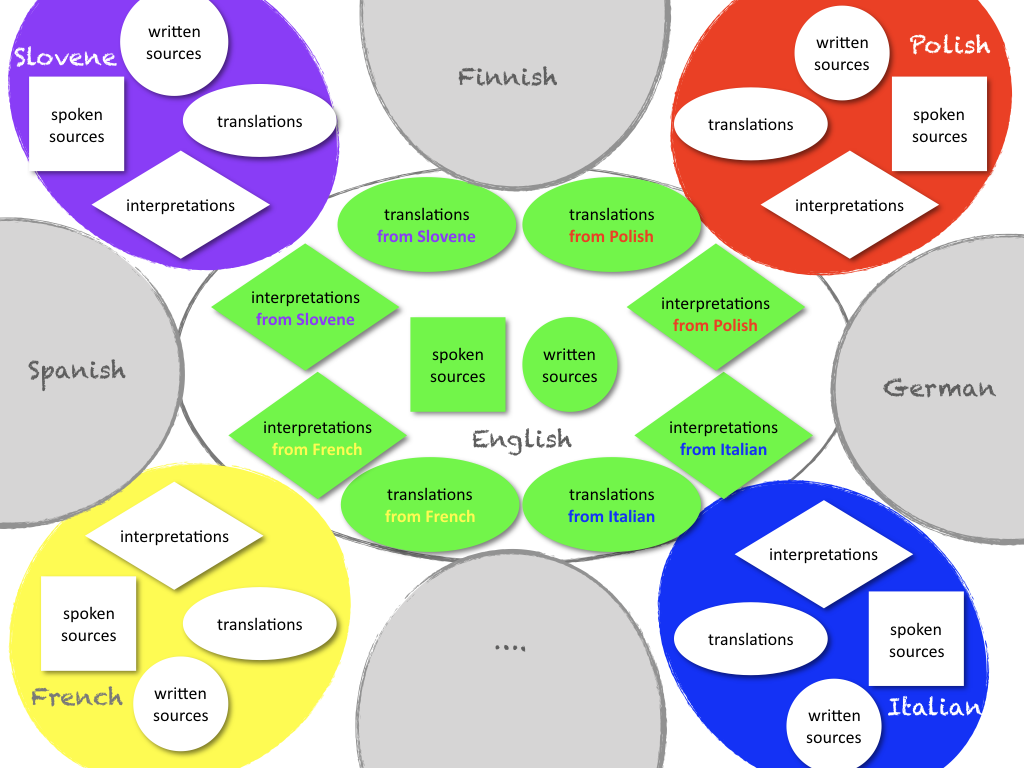 Slovene
written
sources
spoken
sources
translations
interpretations
Finnish
Polish
written
sources
translations
spoken
sources
interpretations
translations
from Slovene
translations
from Polish
interpretations
from Slovene
interpretations
from Polish
spoken
sources
written
sources
Spanish
German
interpretations
from French
English
interpretations
from Italian
translations
from French
translations
from Italian
interpretations
spoken
sources
translations
French
written
sources
....
interpretations
translations
spoken
sources
Italian
written
sources